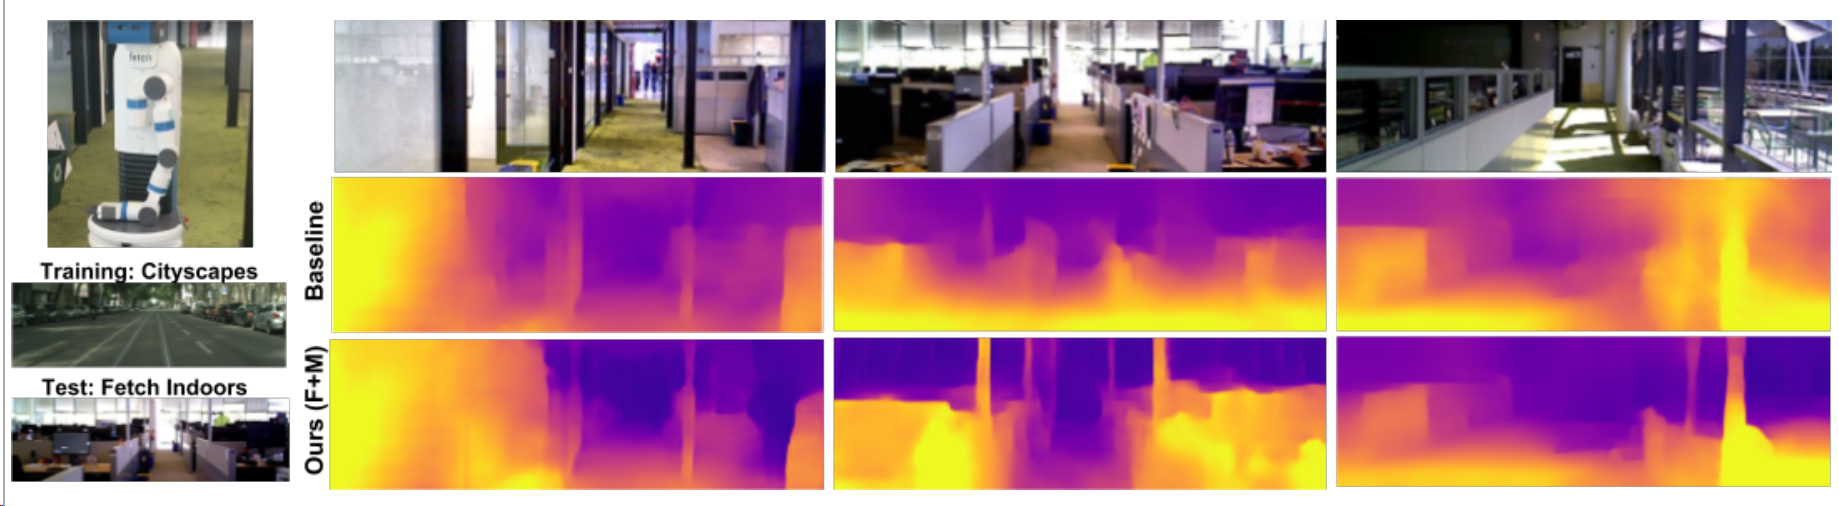 fetch
Training: Cityscapes
Test: Fetch Indoors
Baseline
Ours (F+M)